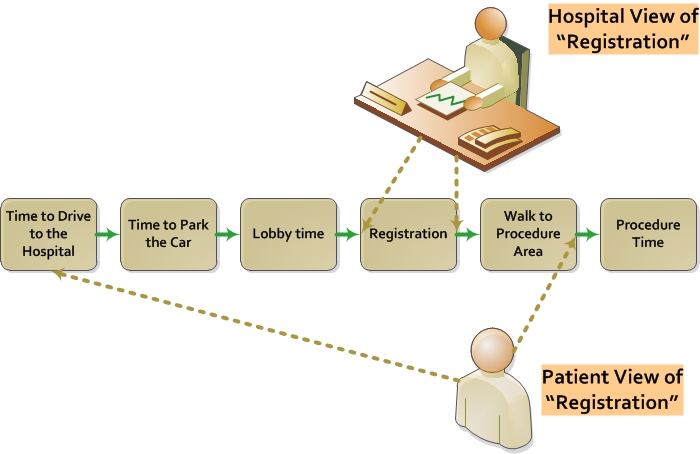 Hospital View of
“Registration”
Time to Drive
to the
Hospital
Time to Park
the Car
Lobby time
Registration
Walk to
Procedure
Area
Procedure
Time
Patient View of
“Registration”